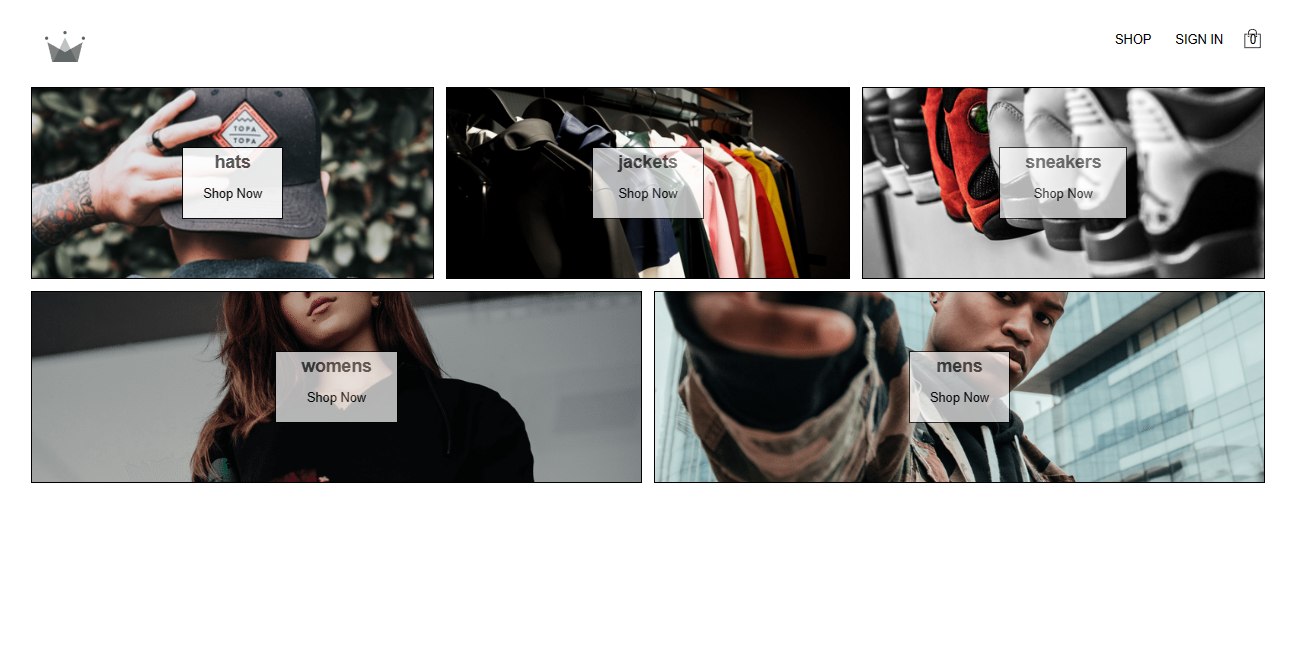 SHOP
SIGN IN
0
TOPA
TOPA
hats
Shop Now
jackets
Shop Now
sneakers
Shop Now
womens
Shop Now
mens
Shop Now